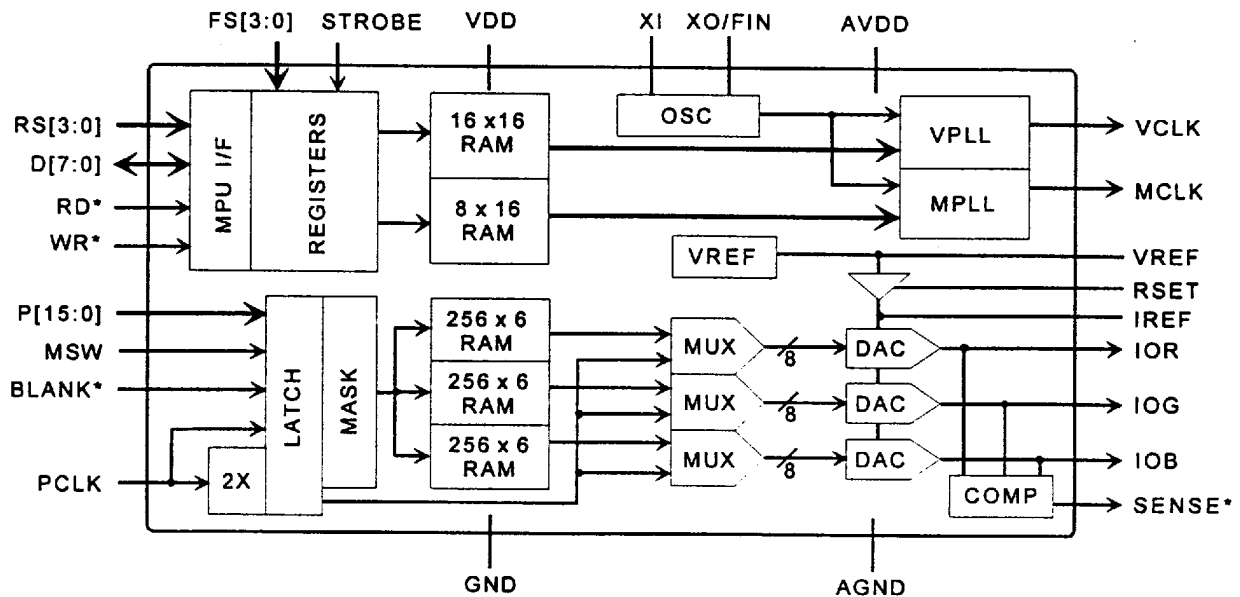 FS[3:0] STROBE VDD XI XO/FIN AVDD
RS[3:0]
D[7:0]
RD*
WR*
MPU I/F
REGISTERS
16 x16
RAM
8 x 16
RAM
OSC
VPLL
MPLL
VCLK
MCLK
VREF
VREF
RSET
IREF
P[15:0]
MSW
BLANK*
PCLK
2X
LATCH
MASK
256 x 6
RAM
256 x 6
RAM
256 x 6
RAM
MUX
8
DAC
IOR
MUX
8
DAC
IOG
MUX
8
DAC
IOB
COMP
SENSE*
GND
AGND